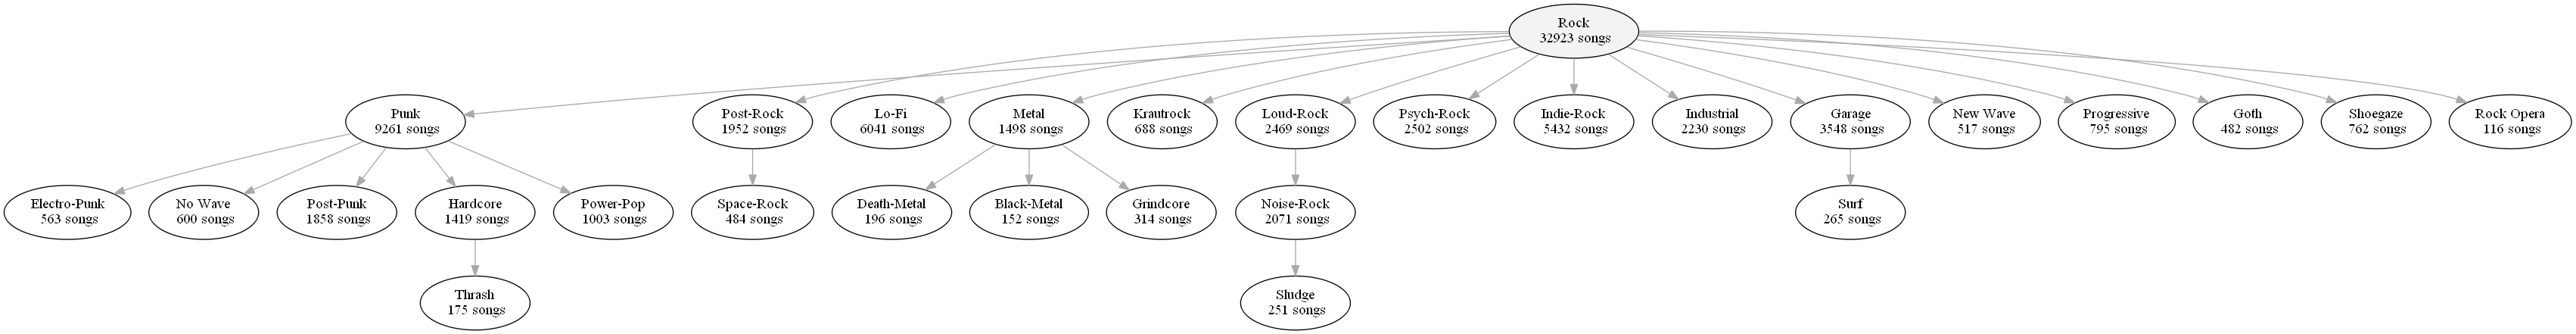 Rock
32923 songs
Punk
9261 songs
Post-Rock
1952 songs
Lo-Fi
6041 songs
Metal
1498 songs
Krautrock
688 songs
Loud-Rock
2469 songs
Psych-Rock
2502 songs
Indie-Rock
5432 songs
Industrial
2230 songs
Garage
3548 songs
New Wave
517 songs
Progressive
795 songs
Goth
482 songs
Shoegaze
762 songs
Rock Opera
116 songs
Electro-Punk
563 songs
No Wave
600 songs
Post-Punk
1858 songs
Hardcore
1419 songs
Power-Pop
1003 songs
Space-Rock
484 songs
Death-Metal
196 songs
Black-Metal
152 songs
Grindcore
314 songs
Noise-Rock
2071 songs
Surf
265 songs
Thrash
175 songs
Sludge
251 songs